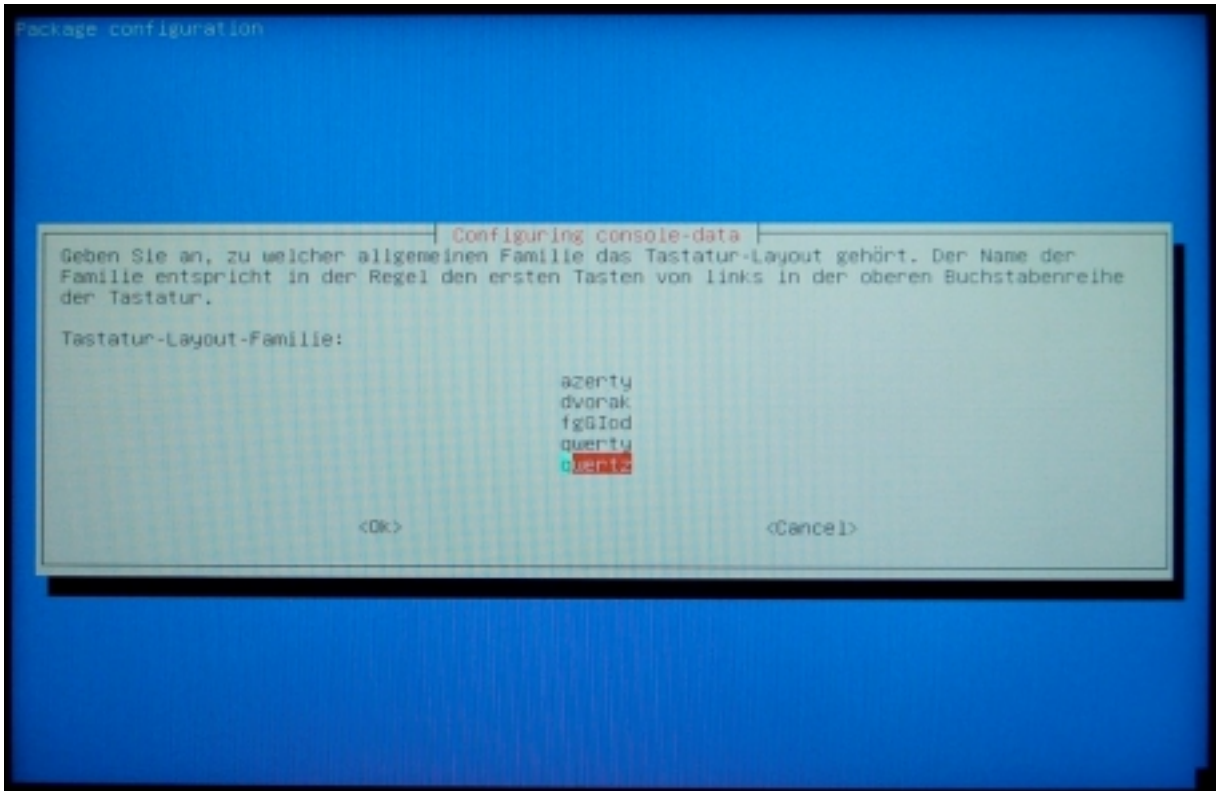 Package configuration
Configuring console-data
Geben Sie an, zu welcher allgemeinen Familie das Tastatur-Layout gehört. Der Name der
Familie entspricht in der Regel den ersten Tasten von links in der oberen Buchstabenreihe
der Tastatur.
Tastatur-Layout-Familie:
azerty
dvorak
fgGIod
qwerty
qwertz
<Ok> <Cancel>